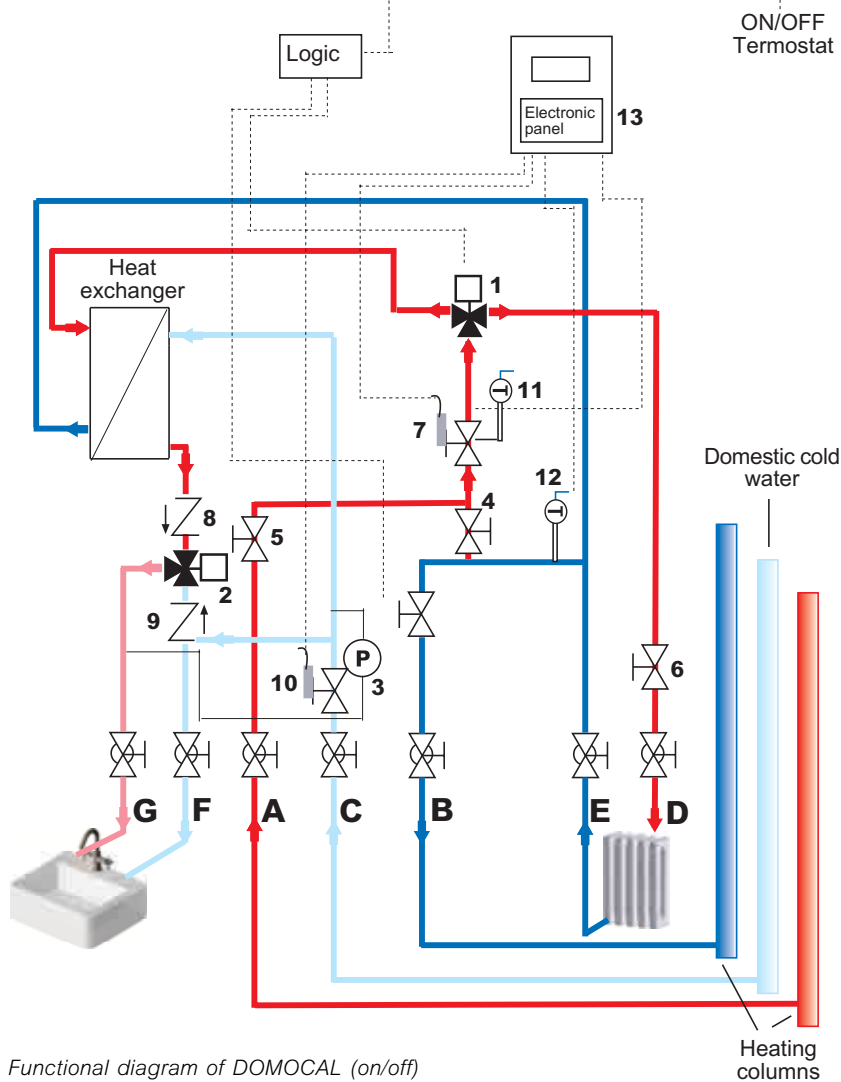 ON/OFF
Termostat
Logic
Electronic
panel
13
Heat
exchanger
1
11
7
12
Domestic cold
water
4
8
5
2
9
P
10
3
6
G
F
A
C
B
E
D
T
T
Heating
columns
Functional diagram of DOMOCAL (on/off)